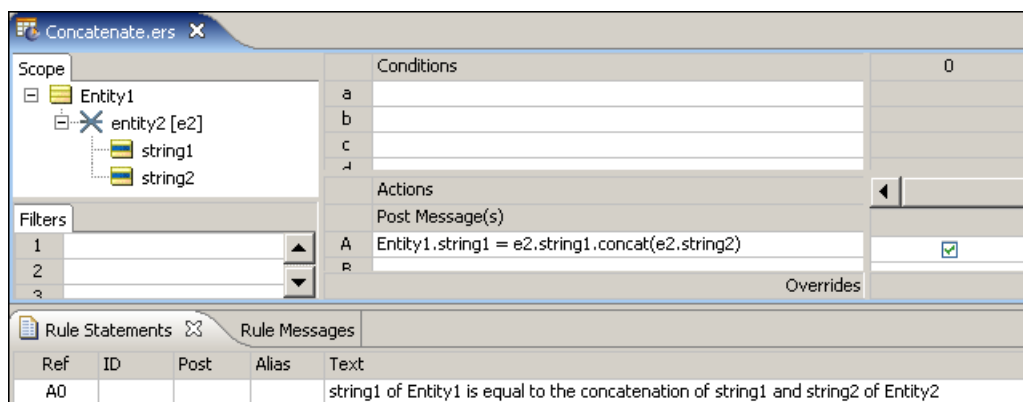 Concatenate.ers
Scope
Entity1
entity2 [e2]
string1
string2
Filters
1
2
3
Conditions 0
a
b
c
d
Actions
Post Message(s)
A Entity1.string1 = e2.string1.concat(e2.string2)
B
Overrides
Rule Statements Rule Messages
Ref ID Post Alias Text
A0 string1 of Entity1 is equal to the concatenation of string1 and string2 of Entity2